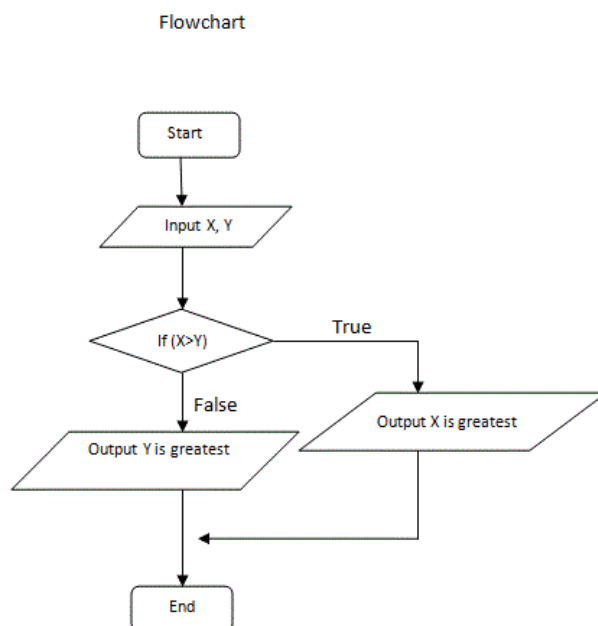 Flowchart
Start
Input X, Y
If (X>Y)
True
False
Output X is greatest
Output Y is greatest
End